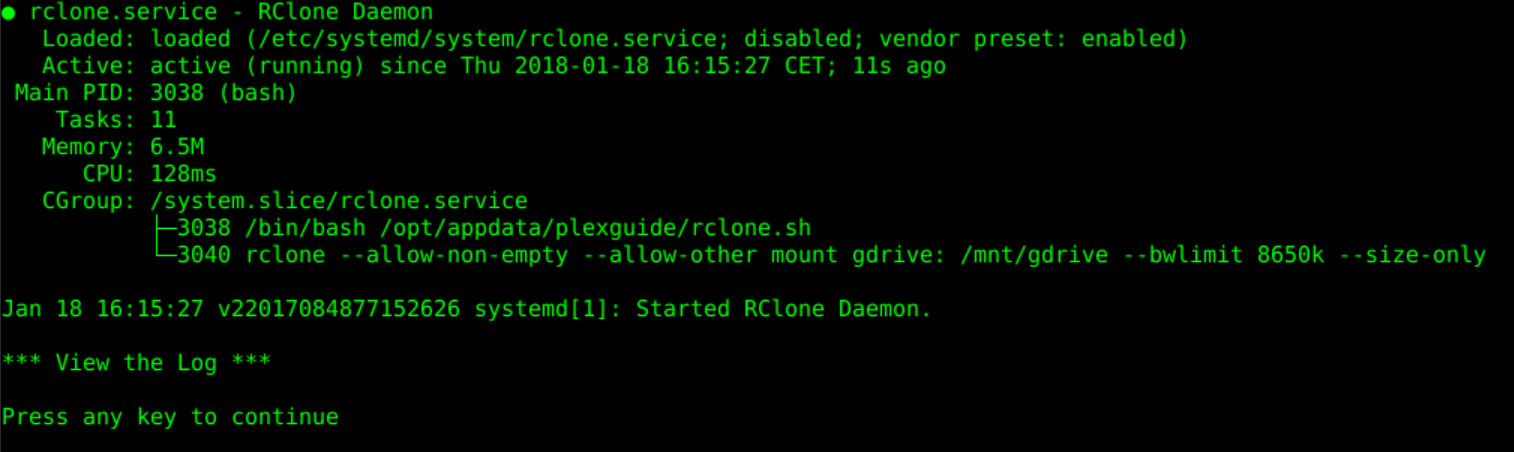 ● rclone.service - RClone Daemon
   Loaded: loaded (/etc/systemd/system/rclone.service; disabled; vendor preset: enabled)
   Active: active (running) since Thu 2018-01-18 16:15:27 CET; 11s ago
 Main PID: 3038 (bash)
    Tasks: 11
   Memory: 6.5M
      CPU: 128ms
   CGroup: /system.slice/rclone.service
           ├─3038 /bin/bash /opt/appdata/plexguide/rclone.sh
           └─3040 rclone --allow-non-empty --allow-other mount gdrive: /mnt/gdrive --bwlimit 8650k --size-only

Jan 18 16:15:27 v22017084877152626 systemd[1]: Started RClone Daemon.

*** View the Log ***

Press any key to continue